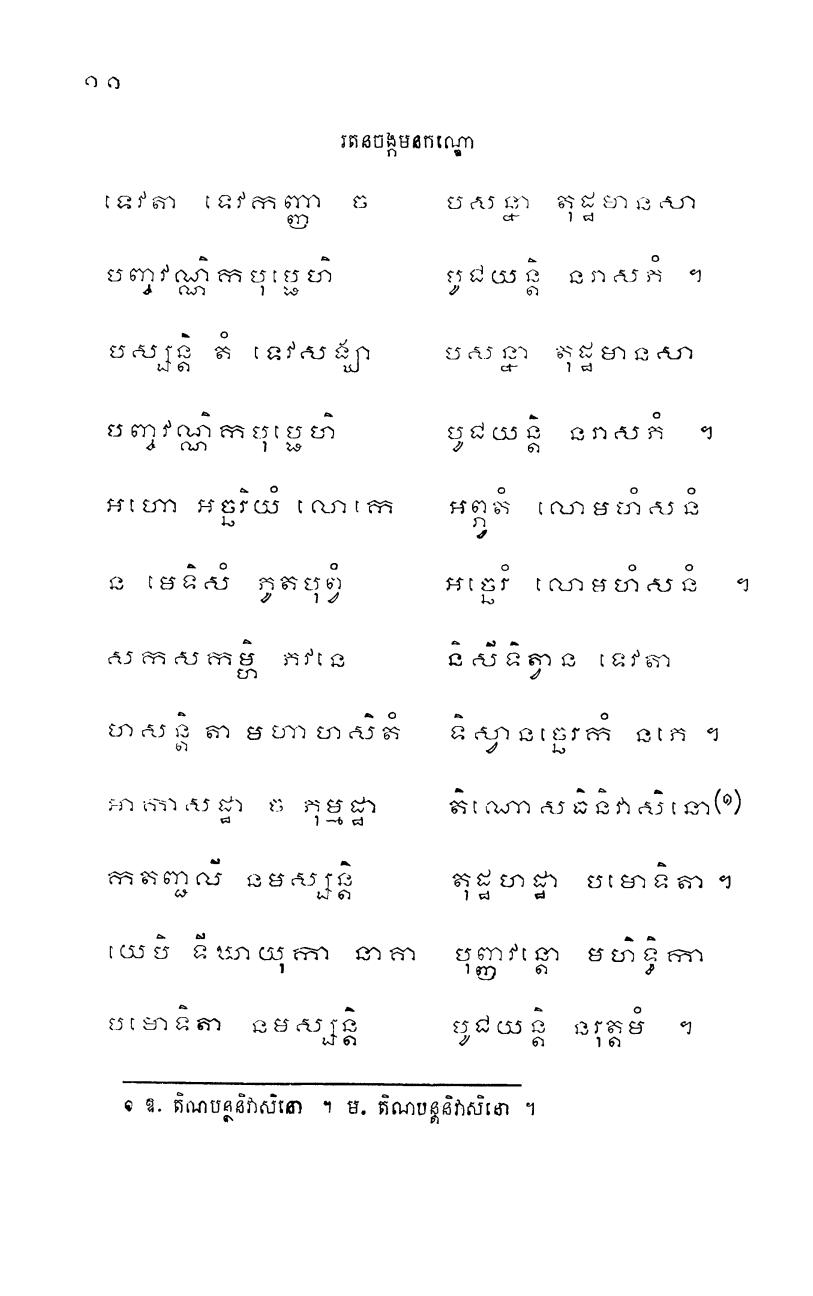 ១១
រតនចង្កមនកណ្ឌោ
ទេវតា ទេវកញ្ញា ច បសន្នា តុដ្ឋមានសា
បញ្ចវណ្ណិកបុប្ផេហិ បូជយន្តិ នរាសភំ ។
បស្សន្តិ តំ ទេវសង្ឃា បសន្នា តុដ្ឋមានសា
បញ្ចវណ្ណិកបុប្ផេហិ បូជយន្តិ នរាសភំ ។
អហោ អច្ឆរិយំ លោកេ អព្ភូតំ លោមហំសនំ
ន មេទិសំ ភូតបុព្វំ អច្ឆេរំ លោមហំសនំ ។
សកសកម្ហិ ភវនេ និសីទិត្វាន ទេវតា
ហសន្តិ តា មហាហសិតំ ទិស្វានច្ឆេរកំ នភេ ។
អាកាសដ្ឋា ច ភុម្មដ្ឋា តិណោសធិនិវាសិនោ(១)
កតញ្ជលី នមស្សន្តិ តុដ្ឋហដ្ឋា បមោទិតា ។
យេបិ ទីឃាយុកា នាគា បុញ្ញវន្តោ មហិទ្ធិកា
បមោទិតា នមស្សន្តិ បូជយន្តិ នរុត្តមំ ។
១ ឱ. តិណបន្ថនិវាសិនោ ។ ម. តិណបន្ថនិវាសិនោ ។